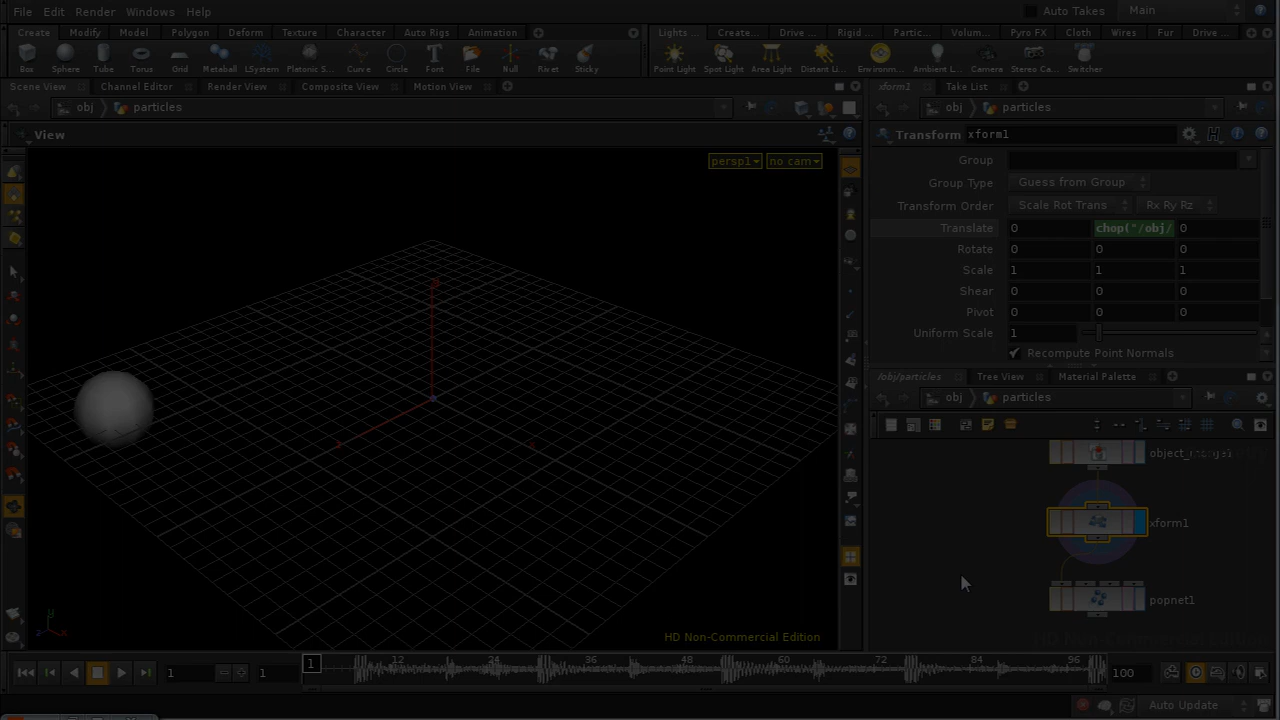 File Edit Render Windows Help Auto Takes Main
Create Modify Model Polygon Deform Texture Character Auto Rigs Animation Lights ... Create... Drive ... Rigid ... Partic... Volum... Pyro FX Cloth Wires Fur Drive ...
Box Sphere Tube Torus Grid Metaball LSystem Platonic S... Curve Circle Font File Null Rivet Sticky Point Light Spot Light Area Light Distant Li... Environm... Ambient L... Camera Stereo Ca... Switcher
Scene View Channel Editor Render View Composite View Motion View xform1 Take List
obj particles obj particles
View Transform xform1
persp1 no cam
Group
Group Type Guess from Group
Transform Order Scale Rot Trans Rx Ry Rz
Translate 0 chop("/obj/ 0
Rotate 0 0 0
Scale 1 1 1
Shear 0 0 0
Pivot 0 0 0
Uniform Scale 1
Recompute Point Normals
/obj/particles Tree View Material Palette
obj particles
object_merge1
xform1
popnet1
HD Non-Commercial Edition
1 1 1 12 24 36 48 60 72 84 96 100
Auto Update